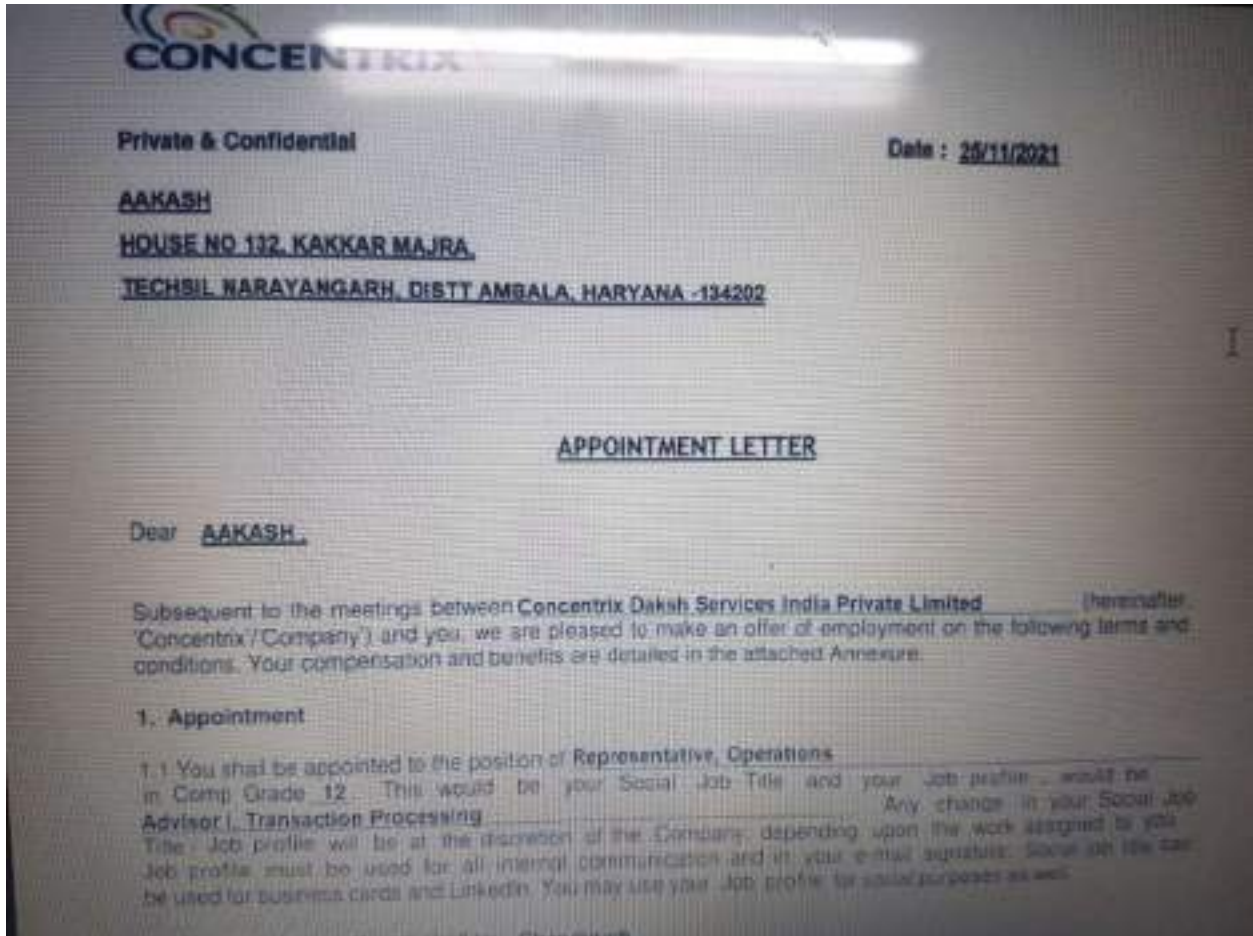 CONCENTRIX
Private & Confidential
Date : 25/11/2021
AAKASH
HOUSE NO 132, KAKKAR MAJRA,
TECHSIL NARAYANGARH, DISTT AMBALA, HARYANA -134202
APPOINTMENT LETTER
Dear AAKASH ,
Subsequent to the meetings between Concentrix Daksh Services India Private Limited (hereinafter
'Concentrix'/'Company') and you, we are pleased to make an offer of employment on the following terms and
conditions. Your compensation and benefits are detailed in the attached Annexure.
1. Appointment
1.1 You shall be appointed to the position of Representative, Operations
in Comp Grade 12 . This would be your Social Job Title and your Job profile would be
Advisor I, Transaction Processing Any change in your Social Job
Title / Job profile will be at the discretion of the Company, depending upon the work assigned to you.
Job profile must be used for all internal communication and in your e-mail signature. Social job title can
be used for business cards and LinkedIn. You may use your Job profile for social purposes as well.